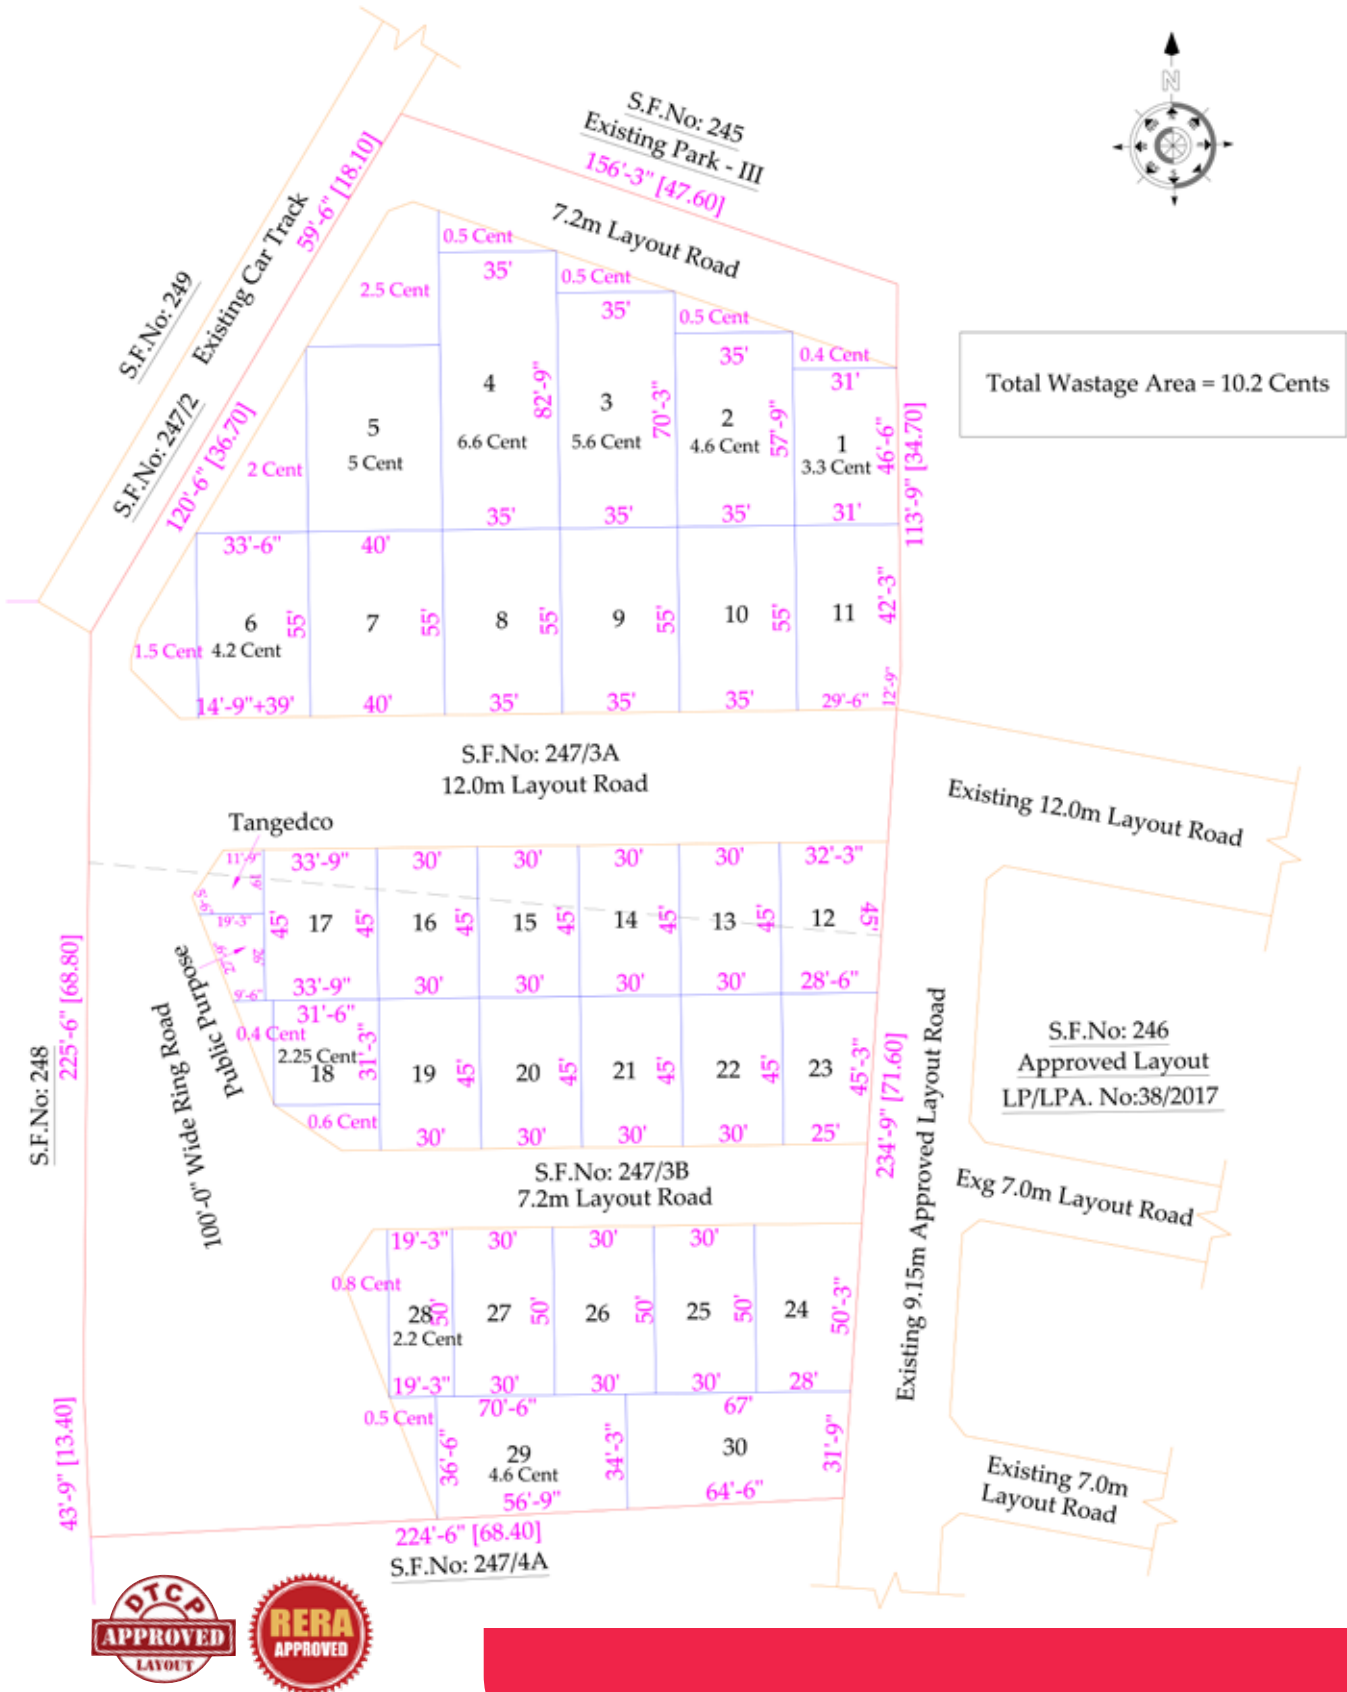 S.F.No: 245
Existing Park - III
156'-3" [47.60]
7.2m Layout Road
N
59'-6" [18.10]
Existing Car Track
S.F.No: 249
S.F.No: 247/2
120'-6" [36.70]
Total Wastage Area = 10.2 Cents
0.5 Cent
35'
2.5 Cent
0.5 Cent
35'
0.5 Cent
35'
0.4 Cent
31'
4
82'-9"
6.6 Cent
35'
3
70'-3"
5.6 Cent
35'
2
57'-9"
4.6 Cent
35'
1
46'-6"
3.3 Cent
31'
113'-9" [34.70]
5
5 Cent
2 Cent
33'-6"
40'
6
55'
1.5 Cent
4.2 Cent
14'-9"+39'
7
55'
40'
8
55'
35'
9
55'
35'
10
55'
35'
11
42'-3"
12'-9"
29'-6"
S.F.No: 247/3A
12.0m Layout Road
Existing 12.0m Layout Road
Tangedco
11'-9"
19'
5'-9"
19'-3"
26'
27'-9"
9'-6"
Public Purpose
100'-0" Wide Ring Road
225'-6" [68.80]
S.F.No: 248
33'-9"
30'
30'
30'
30'
32'-3"
45'
17
45'
16
45'
15
45'
14
45'
13
45'
12
45'
33'-9"
30'
30'
30'
30'
28'-6"
31'-6"
0.4 Cent
2.25 Cent
31'-3"
18
0.6 Cent
19
45'
20
45'
21
45'
22
45'
23
45'-3"
30'
30'
30'
30'
25'
234'-9" [71.60]
Existing 9.15m Approved Layout Road
S.F.No: 246
Approved Layout
LP/LPA. No:38/2017
S.F.No: 247/3B
7.2m Layout Road
Exg 7.0m Layout Road
19'-3"
30'
30'
30'
0.8 Cent
28
50'
2.2 Cent
27
50'
26
50'
25
50'
24
50'-3"
19'-3"
30'
30'
30'
28'
0.5 Cent
70'-6"
36'-6"
29
4.6 Cent
34'-3"
56'-9"
67'
30
31'-9"
64'-6"
43'-9" [13.40]
224'-6" [68.40]
S.F.No: 247/4A
Existing 7.0m
Layout Road
DTCP
APPROVED
LAYOUT
RERA
APPROVED